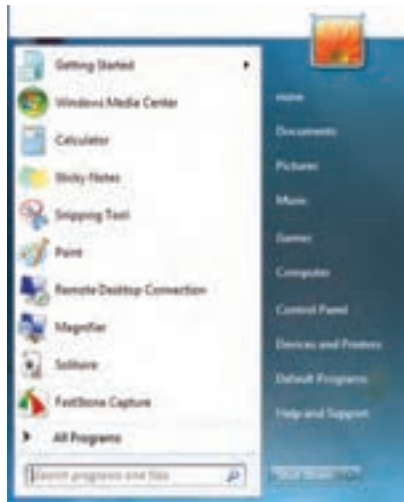 Getting Started
Windows Media Center
Calculator
Sticky Notes
Snipping Tool
Paint
Remote Desktop Connection
Magnifier
Solitaire
FastStone Capture
All Programs
Search programs and files
Documents
Pictures
Music
Games
Computer
Control Panel
Devices and Printers
Default Programs
Help and Support
Shut down